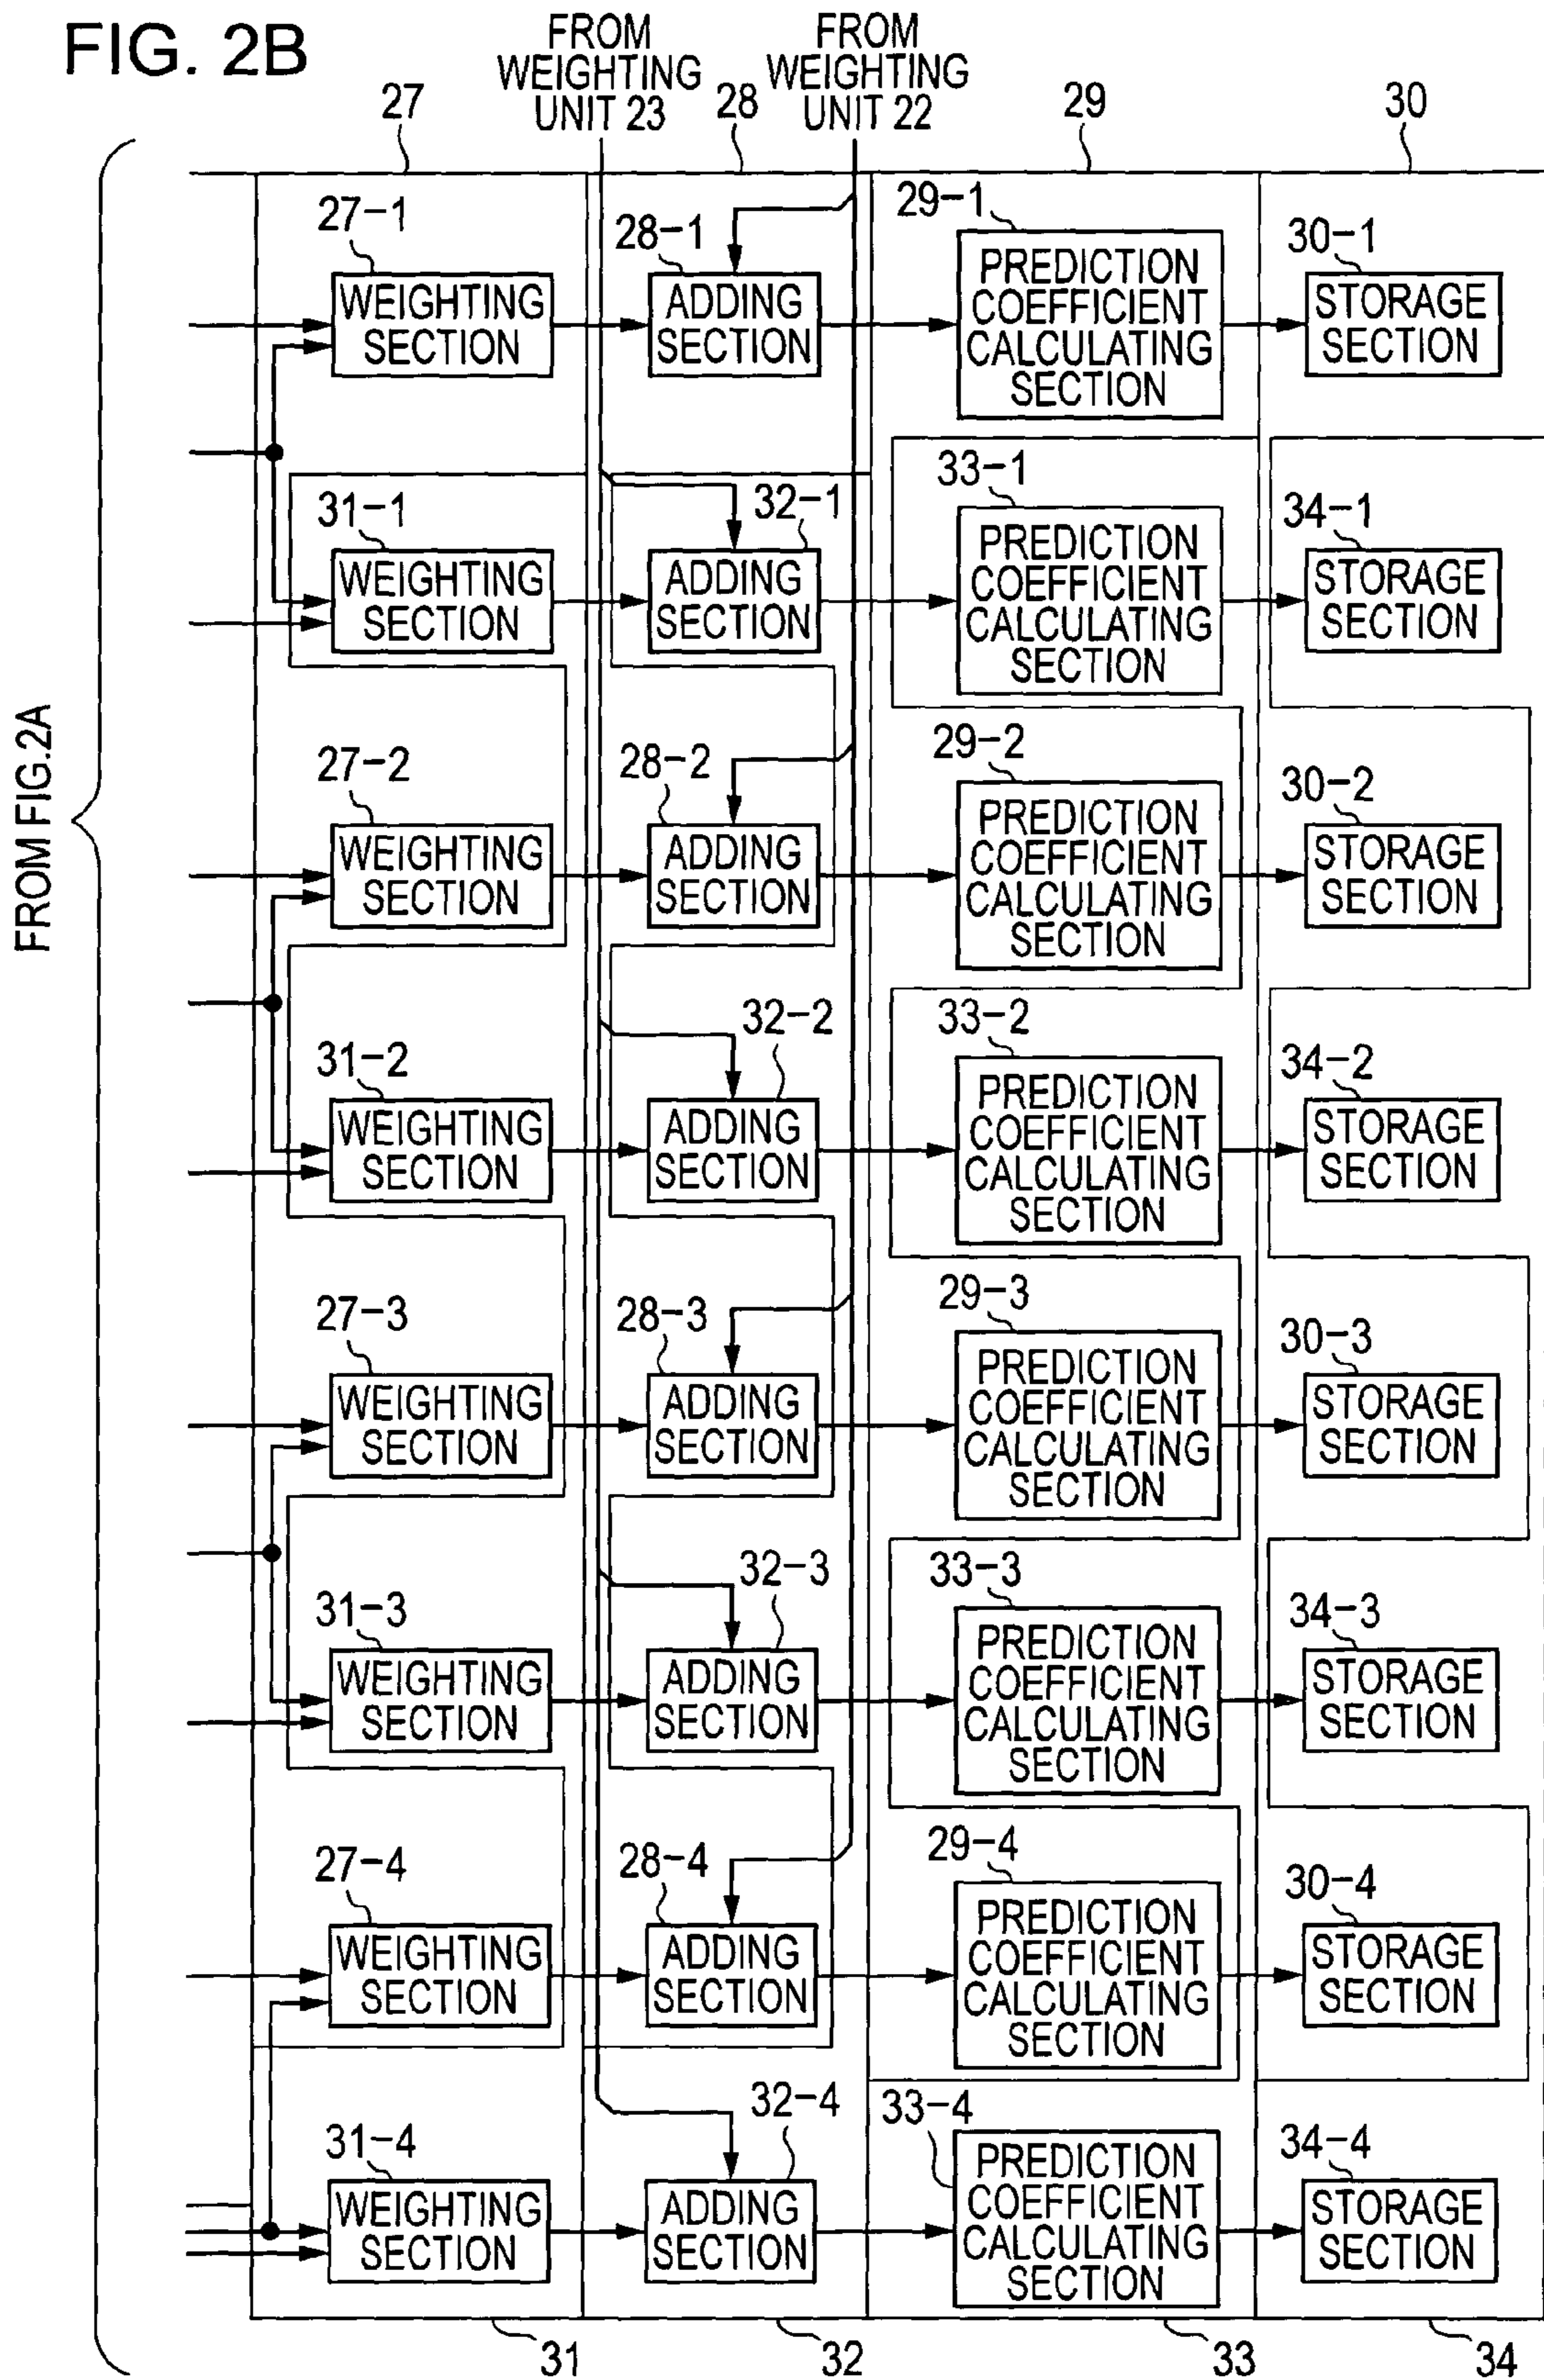 FIG. 2B
FROM
WEIGHTING
UNIT 23
FROM
WEIGHTING
UNIT 22
27
28
29
30
FROM FIG.2A
27-1
WEIGHTING
SECTION
28-1
ADDING
SECTION
29-1
PREDICTION
COEFFICIENT
CALCULATING
SECTION
30-1
STORAGE
SECTION
31-1
WEIGHTING
SECTION
32-1
ADDING
SECTION
33-1
PREDICTION
COEFFICIENT
CALCULATING
SECTION
34-1
STORAGE
SECTION
27-2
WEIGHTING
SECTION
28-2
ADDING
SECTION
29-2
PREDICTION
COEFFICIENT
CALCULATING
SECTION
30-2
STORAGE
SECTION
31-2
WEIGHTING
SECTION
32-2
ADDING
SECTION
33-2
PREDICTION
COEFFICIENT
CALCULATING
SECTION
34-2
STORAGE
SECTION
27-3
WEIGHTING
SECTION
28-3
ADDING
SECTION
29-3
PREDICTION
COEFFICIENT
CALCULATING
SECTION
30-3
STORAGE
SECTION
31-3
WEIGHTING
SECTION
32-3
ADDING
SECTION
33-3
PREDICTION
COEFFICIENT
CALCULATING
SECTION
34-3
STORAGE
SECTION
27-4
WEIGHTING
SECTION
28-4
ADDING
SECTION
29-4
PREDICTION
COEFFICIENT
CALCULATING
SECTION
30-4
STORAGE
SECTION
31-4
WEIGHTING
SECTION
32-4
ADDING
SECTION
33-4
PREDICTION
COEFFICIENT
CALCULATING
SECTION
34-4
STORAGE
SECTION
31
32
33
34